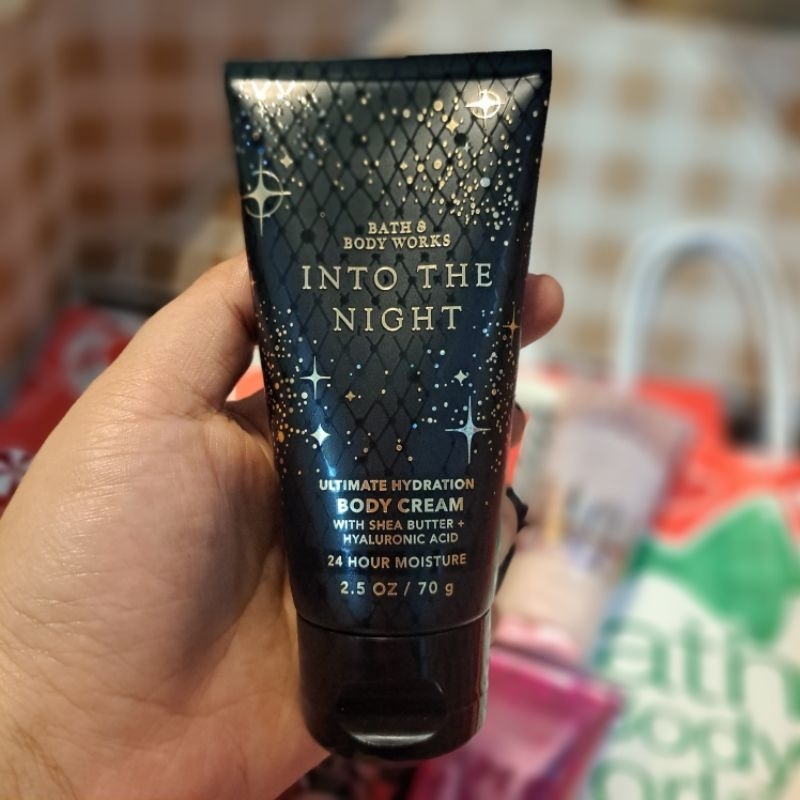 BATH &
BODY WORKS
INTO THE
NIGHT
ULTIMATE HYDRATION
BODY CREAM
WITH SHEA BUTTER +
HYALURONIC ACID
24 HOUR MOISTURE
2.5 OZ / 70 g